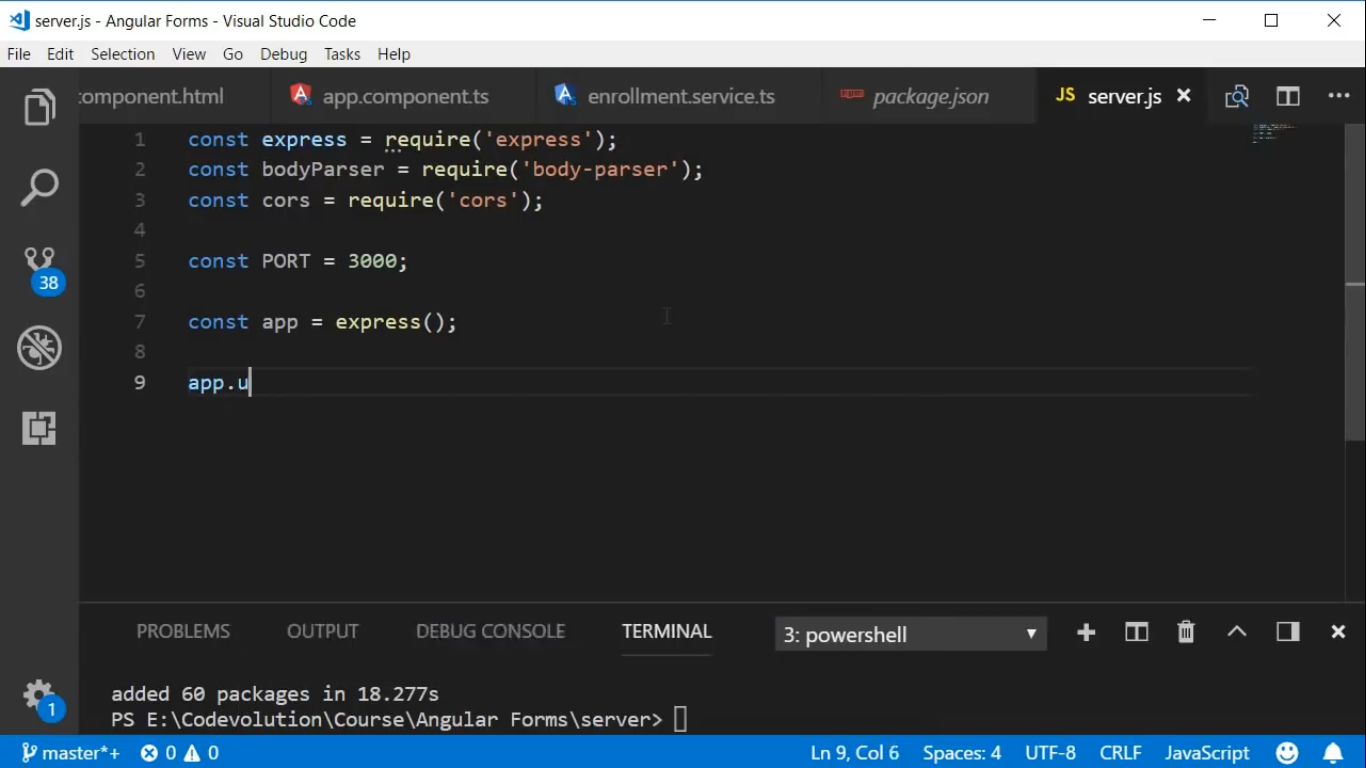 server.js - Angular Forms - Visual Studio Code
File Edit Selection View Go Debug Tasks Help
component.html app.component.ts enrollment.service.ts package.json JS server.js
1 const express = require('express');
2 const bodyParser = require('body-parser');
3 const cors = require('cors');
4
5 const PORT = 3000;
6
7 const app = express();
8
9 app.u
38
PROBLEMS OUTPUT DEBUG CONSOLE TERMINAL 3: powershell
added 60 packages in 18.277s
PS E:\Codevolution\Course\Angular Forms\server>
1
master*+ 0 0 Ln 9, Col 6 Spaces: 4 UTF-8 CRLF JavaScript